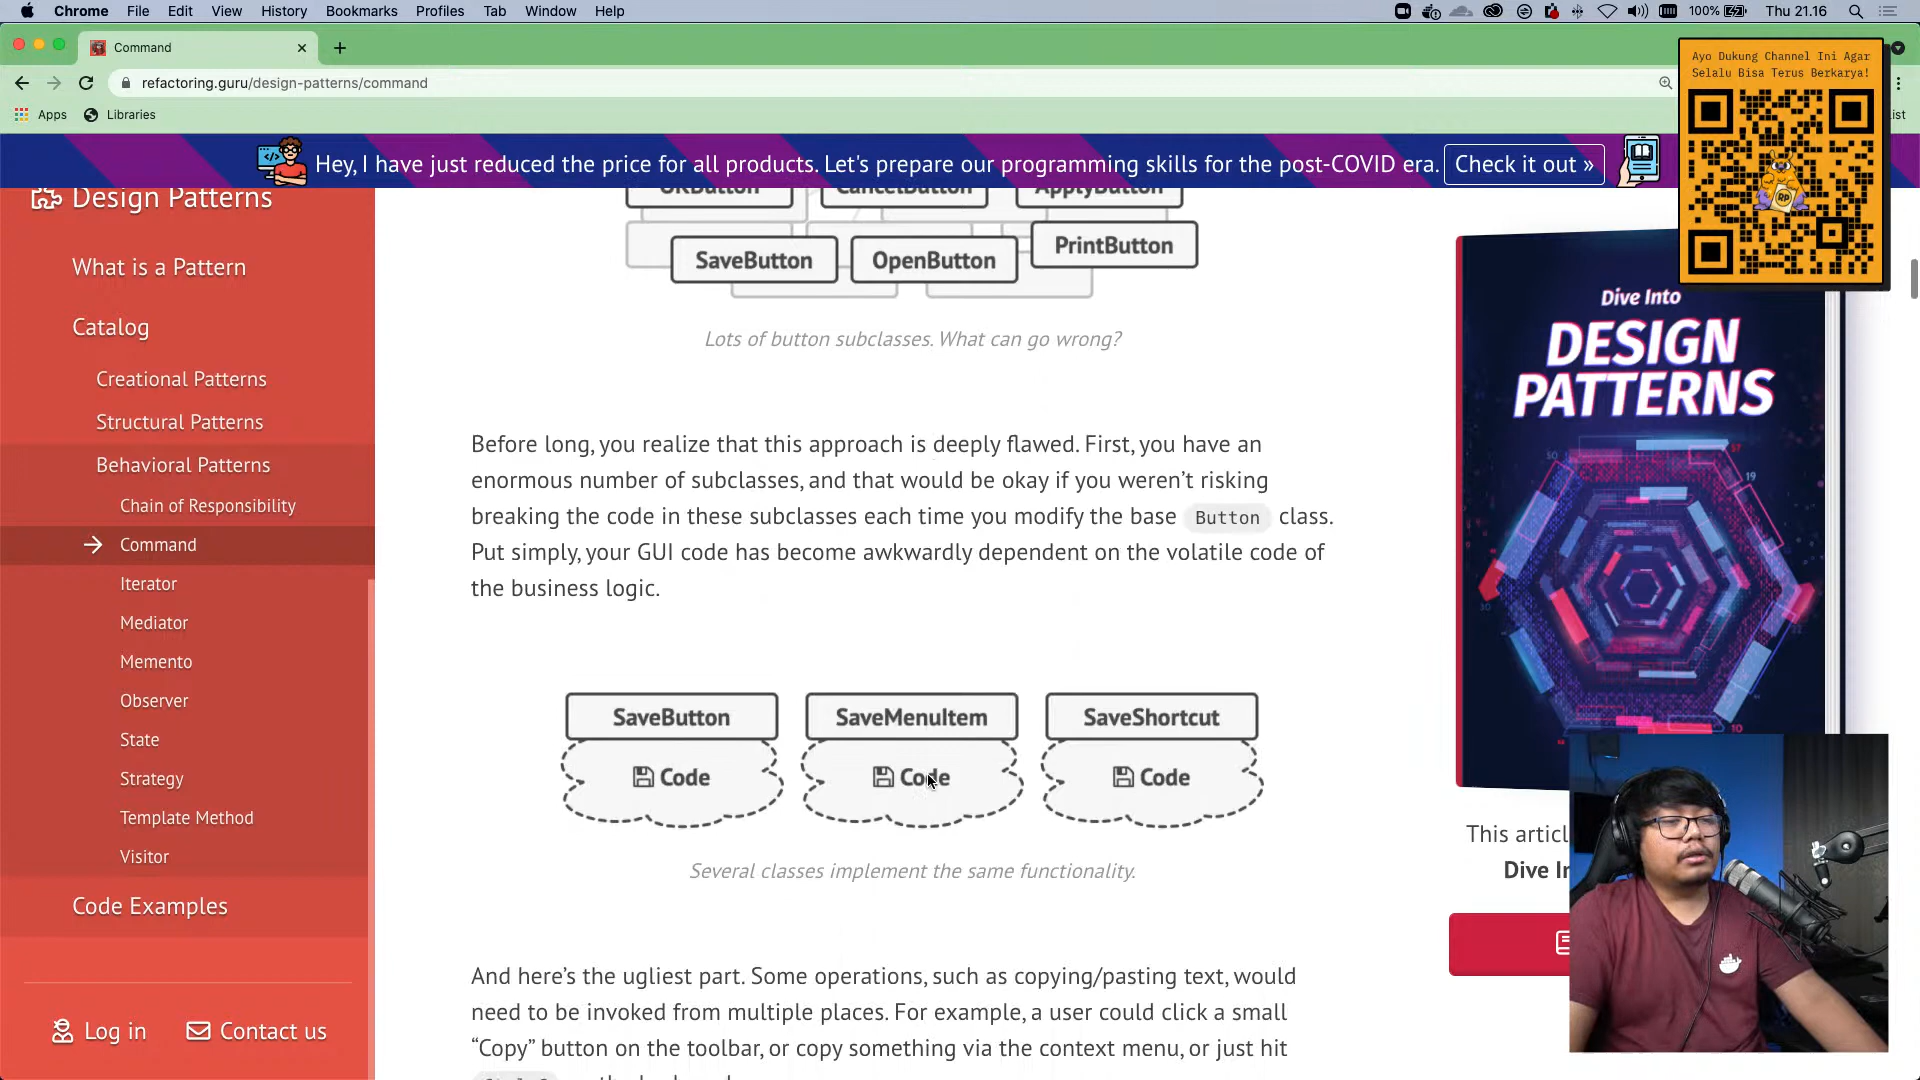 Chrome File Edit View History Bookmarks Profiles Tab Window Help
100% Thu 21.16
Command
refactoring.guru/design-patterns/command
Apps Libraries
Ayo Dukung Channel Ini Agar
Selalu Bisa Terus Berkarya!
RP
Hey, I have just reduced the price for all products. Let's prepare our programming skills for the post-COVID era. Check it out »
Design Patterns
What is a Pattern
Catalog
Creational Patterns
Structural Patterns
Behavioral Patterns
Chain of Responsibility
Command
Iterator
Mediator
Memento
Observer
State
Strategy
Template Method
Visitor
Code Examples
Log in Contact us
OKButton CancelButton ApplyButton
SaveButton OpenButton PrintButton
Lots of button subclasses. What can go wrong?
Before long, you realize that this approach is deeply flawed. First, you have an
enormous number of subclasses, and that would be okay if you weren’t risking
breaking the code in these subclasses each time you modify the base Button class.
Put simply, your GUI code has become awkwardly dependent on the volatile code of
the business logic.
SaveButton SaveMenuItem SaveShortcut
Code Code Code
Several classes implement the same functionality.
And here’s the ugliest part. Some operations, such as copying/pasting text, would
need to be invoked from multiple places. For example, a user could click a small
“Copy” button on the toolbar, or copy something via the context menu, or just hit
Dive Into
DESIGN
PATTERNS
19
10
This articl
Dive In